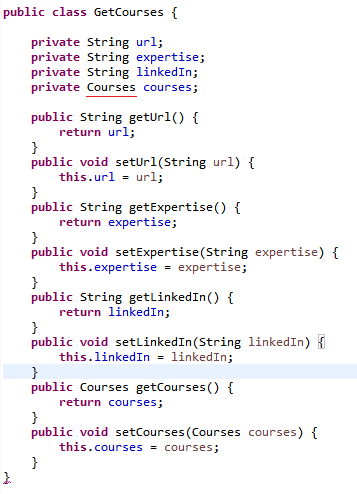 public class GetCourses {
private String url;
private String expertise;
private String linkedIn;
private Courses courses;
public String getUrl() {
return url;
}
public void setUrl(String url) {
this.url = url;
}
public String getExpertise() {
return expertise;
}
public void setExpertise(String expertise) {
this.expertise = expertise;
}
public String getLinkedIn() {
return linkedIn;
}
public void setLinkedIn(String linkedIn) {
this.linkedIn = linkedIn;
}
public Courses getCourses() {
return courses;
}
public void setCourses(Courses courses) {
this.courses = courses;
}
}